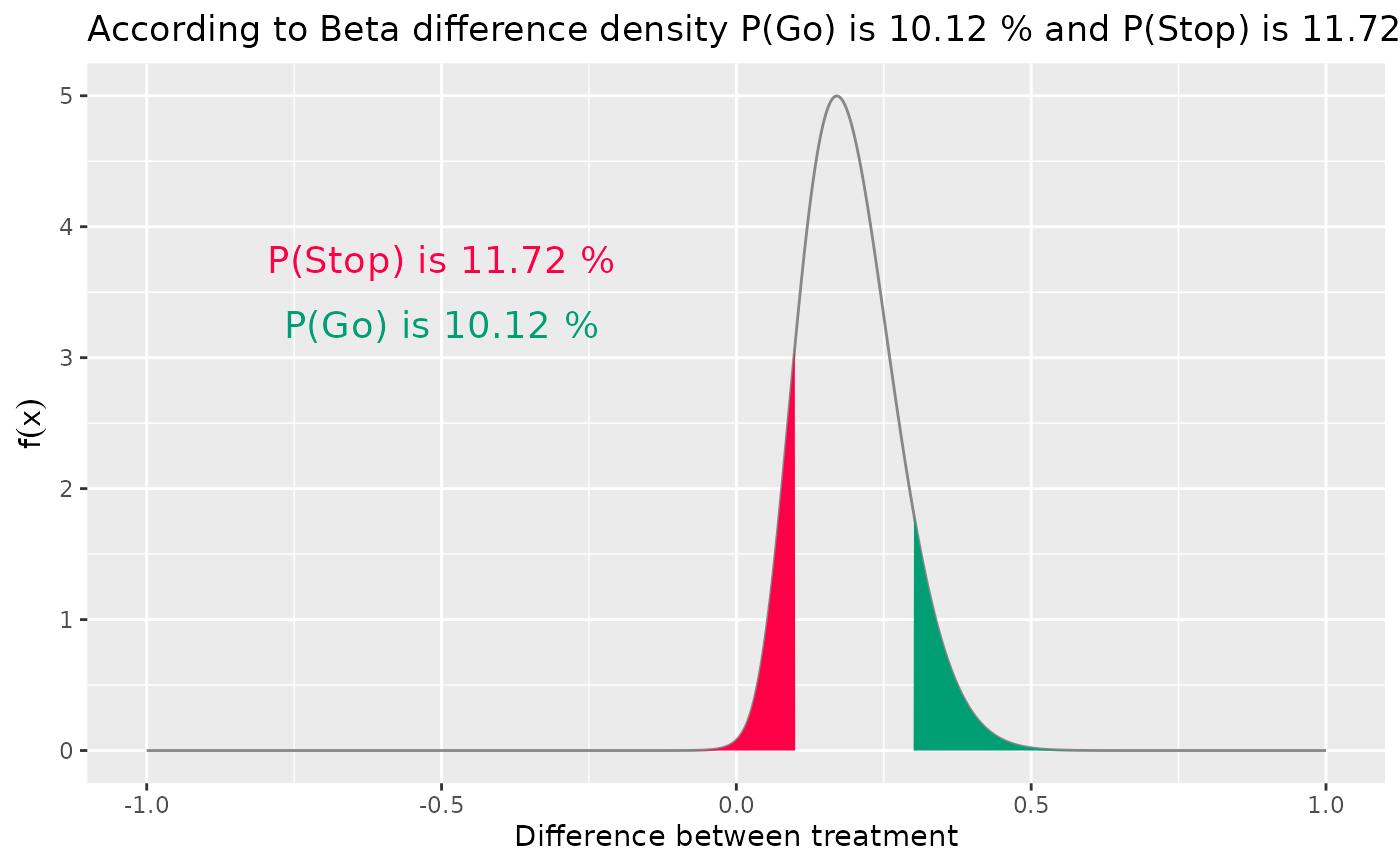 According to Beta difference density P(Go) is 10.12 % and P(Stop) is 11.72
5
4
P(Stop) is 11.72 %
P(Go) is 10.12 %
3
f(x)
2
1
0
-1.0 -0.5 0.0 0.5 1.0
Difference between treatment